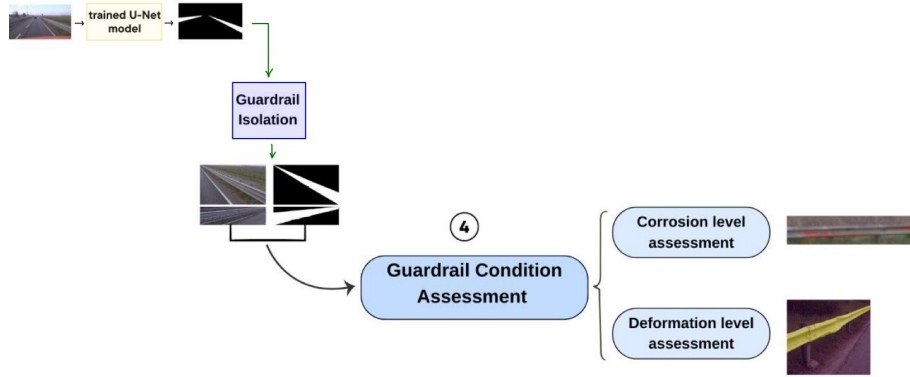 trained U-Net
model
Guardrail
Isolation
4
Guardrail Condition
Assessment
Corrosion level
assessment
Deformation level
assessment